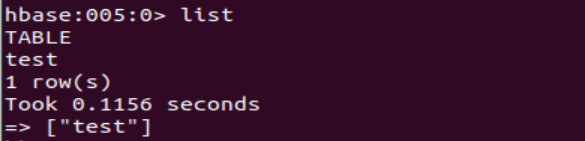 hbase:005:0> list
TABLE
test
1 row(s)
Took 0.1156 seconds
=> ["test"]